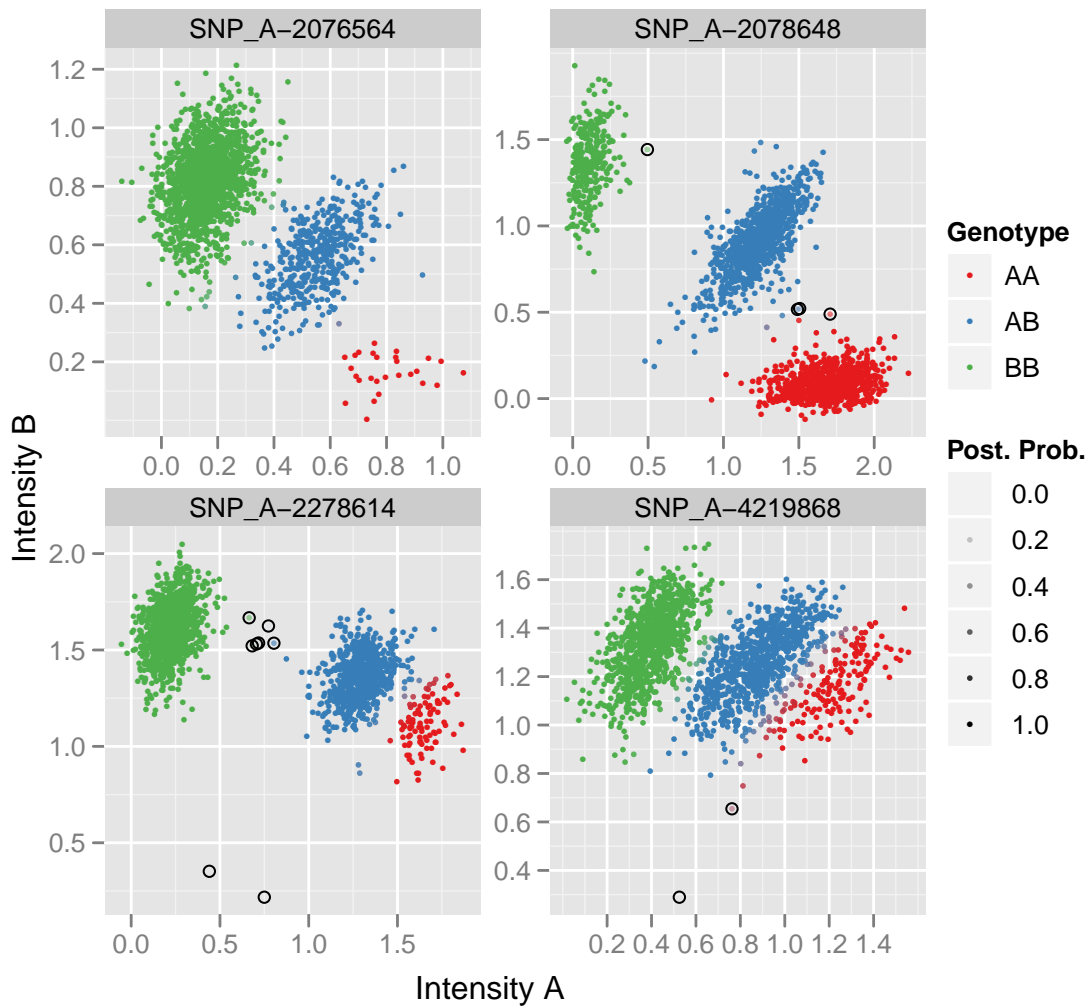 SNP_A−2076564
SNP_A−2078648
1.2
1.0
0.8
0.6
0.4
0.2
0.0 0.2 0.4 0.6 0.8 1.0
1.5
1.0
0.5
0.0
0.0 0.5 1.0 1.5 2.0
SNP_A−2278614
SNP_A−4219868
2.0
1.5
1.0
0.5
0.0 0.5 1.0 1.5
1.6
1.4
1.2
1.0
0.8
0.6
0.4
0.2 0.4 0.6 0.8 1.0 1.2 1.4
Intensity B
Intensity A
Genotype
AA
AB
BB
Post. Prob.
0.0
0.2
0.4
0.6
0.8
1.0